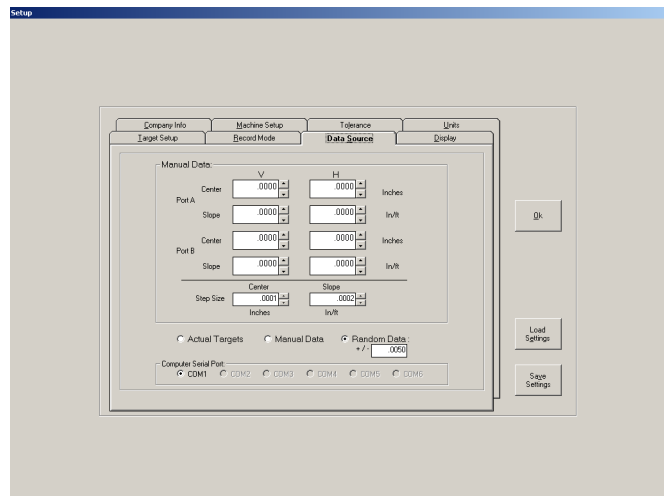 Setup
Company Info Machine Setup Tolerance Units
Target Setup Record Mode Data Source Display
Manual Data:
V H
Center .0000 .0000 Inches
Port A
Slope .0000 .0000 In/ft
Center .0000 .0000 Inches
Port B
Slope .0000 .0000 In/ft
Center Slope
Step Size .0001 .0002
Inches In/ft
Actual Targets Manual Data Random Data :
+ / - .0050
Computer Serial Port:
COM1 COM2 COM3 COM4 COM5 COM6
Ok
Load
Settings
Save
Settings